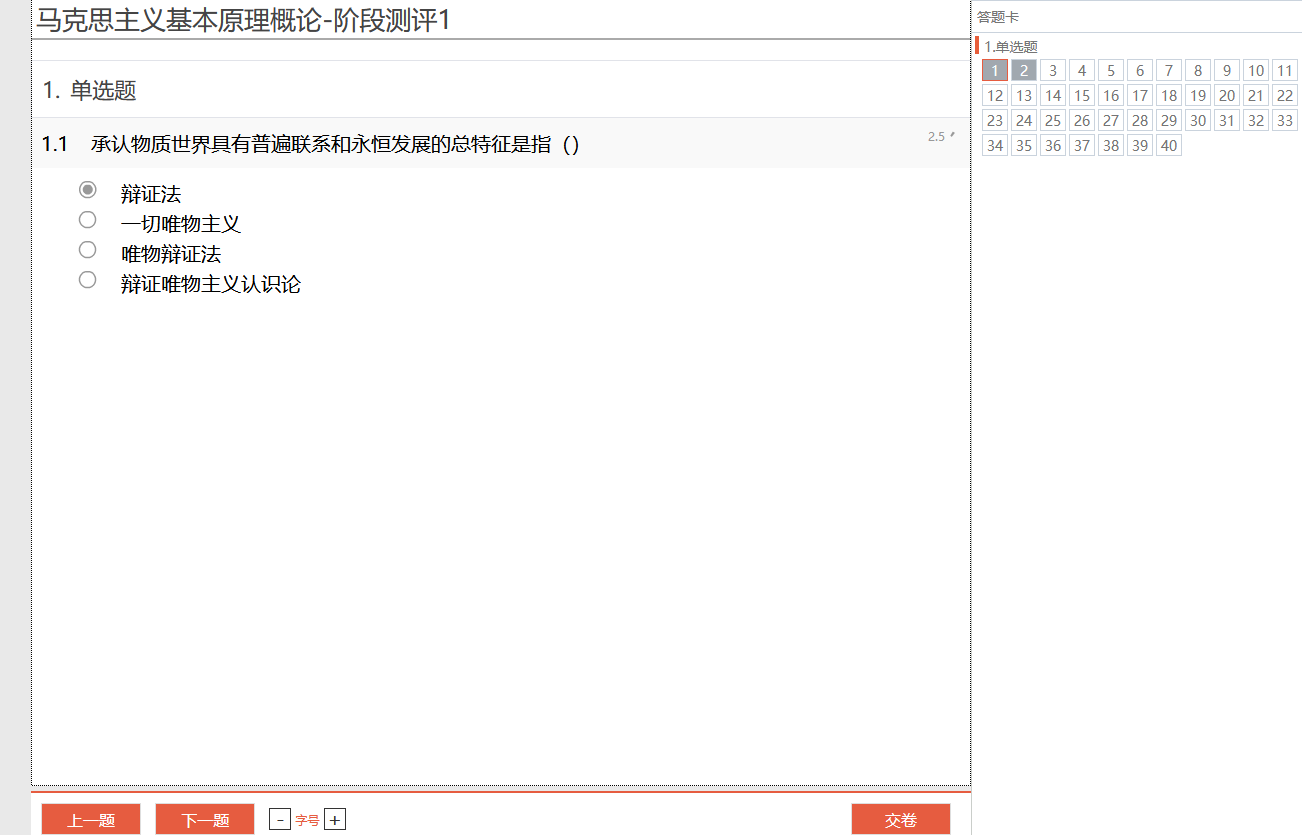 马克思主义基本原理概论-阶段测评1
1. 单选题
1.1 承认物质世界具有普遍联系和永恒发展的总特征是指（）
2.5
辩证法
一切唯物主义
唯物辩证法
辩证唯物主义认识论
上一题 下一题 - 字号 + 交卷
答题卡
1.单选题
1 2 3 4 5 6 7 8 9 10 11
12 13 14 15 16 17 18 19 20 21 22
23 24 25 26 27 28 29 30 31 32 33
34 35 36 37 38 39 40